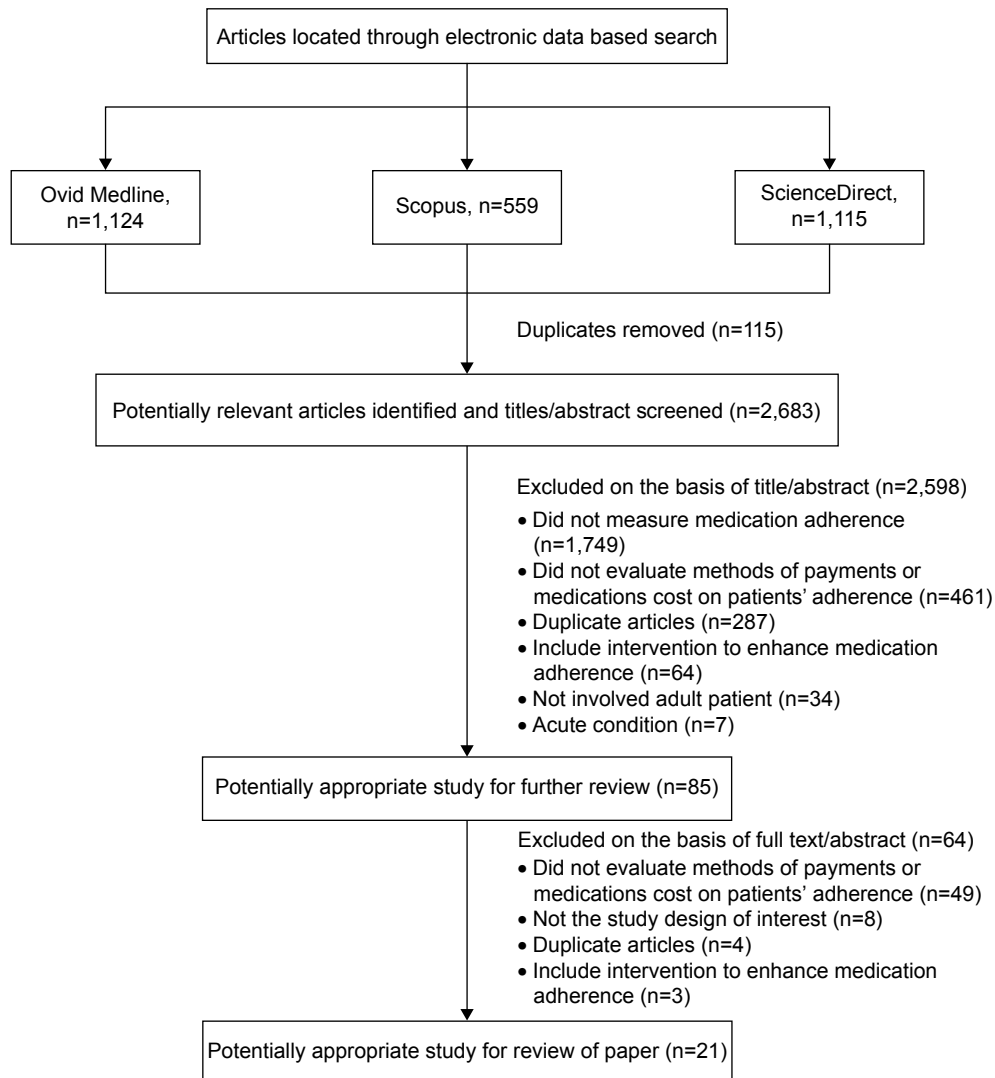 Articles located through electronic data based search
Ovid Medline,
n=1,124
Scopus, n=559
ScienceDirect,
n=1,115
Duplicates removed (n=115)
Potentially relevant articles identified and titles/abstract screened (n=2,683)
Excluded on the basis of title/abstract (n=2,598)
• Did not measure medication adherence
(n=1,749)
• Did not evaluate methods of payments or
medications cost on patients’ adherence (n=461)
• Duplicate articles (n=287)
• Include intervention to enhance medication
adherence (n=64)
• Not involved adult patient (n=34)
• Acute condition (n=7)
Potentially appropriate study for further review (n=85)
Excluded on the basis of full text/abstract (n=64)
• Did not evaluate methods of payments or
medications cost on patients’ adherence (n=49)
• Not the study design of interest (n=8)
• Duplicate articles (n=4)
• Include intervention to enhance medication
adherence (n=3)
Potentially appropriate study for review of paper (n=21)